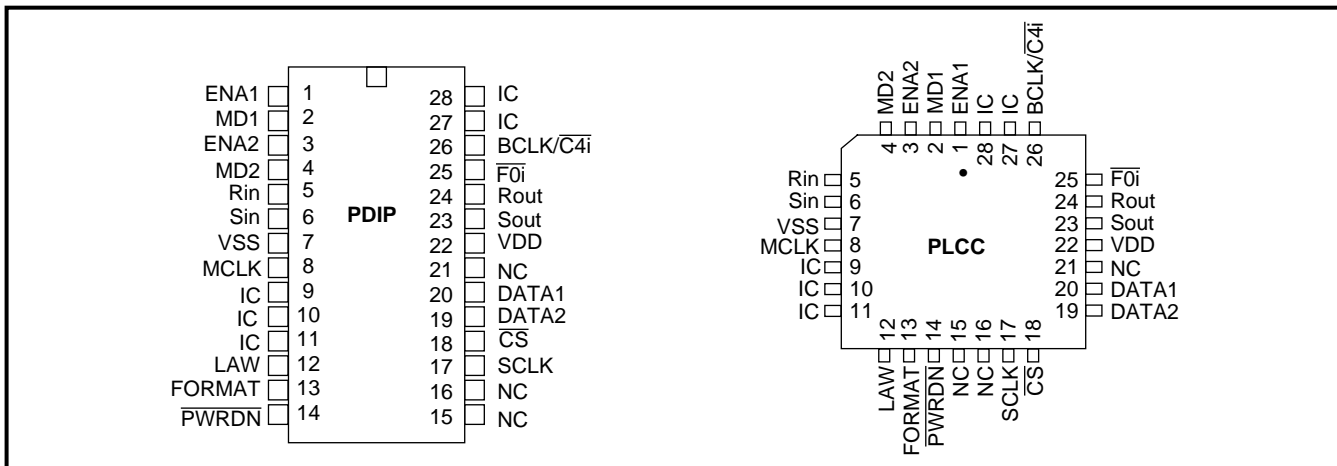 ENA1 1 28 IC
MD1 2 27 IC
ENA2 3 26 BCLK/C4i
MD2 4 25 F0i
Rin 5 24 Rout
Sin 6 PDIP 23 Sout
VSS 7 22 VDD
MCLK 8 21 NC
IC 9 20 DATA1
IC 10 19 DATA2
IC 11 18 CS
LAW 12 17 SCLK
FORMAT 13 16 NC
PWRDN 14 15 NC
MD2 ENA2 MD1 ENA1 IC IC BCLK/C4i
4 3 2 1 28 27 26
Rin 5 25 F0i
Sin 6 24 Rout
VSS 7 23 Sout
MCLK 8 PLCC 22 VDD
IC 9 21 NC
IC 10 20 DATA1
IC 11 19 DATA2
12 13 14 15 16 17 18
LAW FORMAT PWRDN NC NC SCLK CS